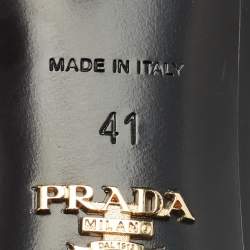 MADE IN ITALY
41
PRADA
MILANO
DAL 1913